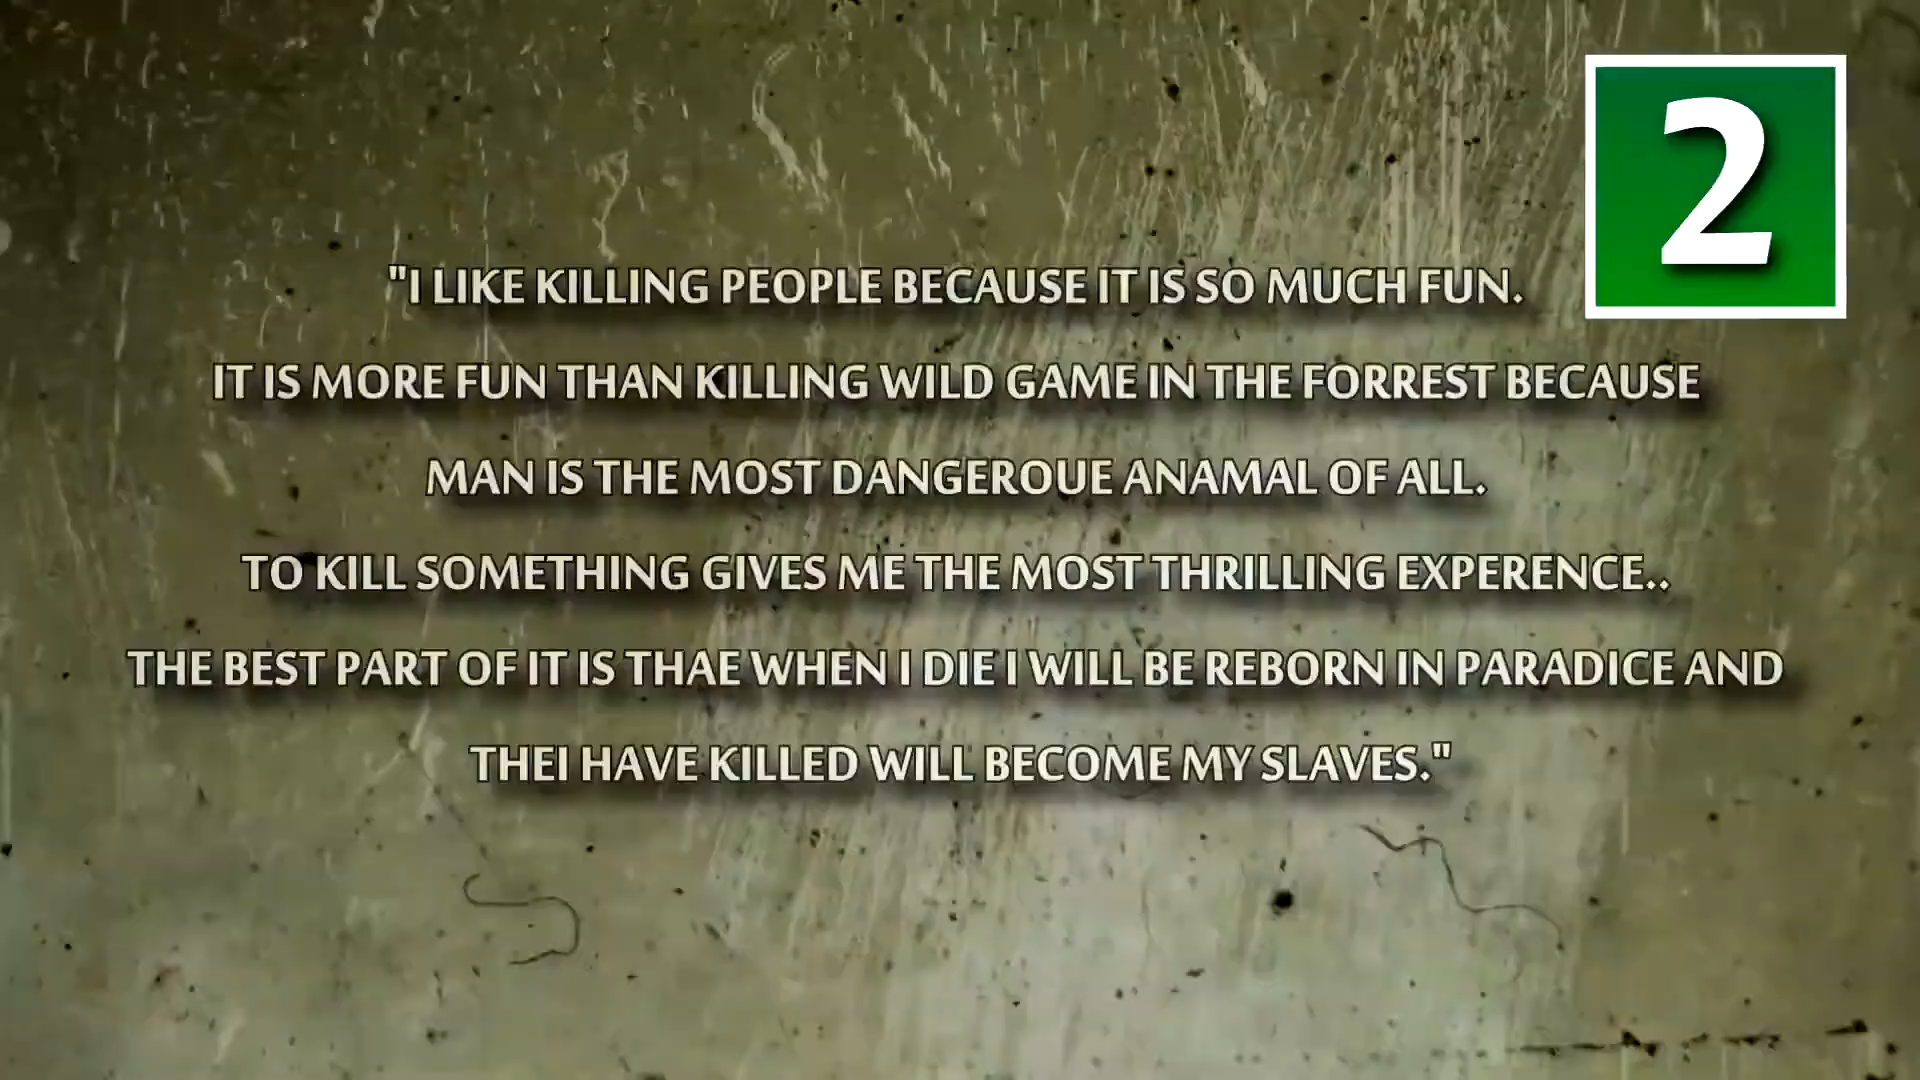 2
"I LIKE KILLING PEOPLE BECAUSE IT IS SO MUCH FUN.
IT IS MORE FUN THAN KILLING WILD GAME IN THE FORREST BECAUSE
MAN IS THE MOST DANGEROUE ANAMAL OF ALL.
TO KILL SOMETHING GIVES ME THE MOST THRILLING EXPERENCE..
THE BEST PART OF IT IS THAE WHEN I DIE I WILL BE REBORN IN PARADICE AND
THEI HAVE KILLED WILL BECOME MY SLAVES."